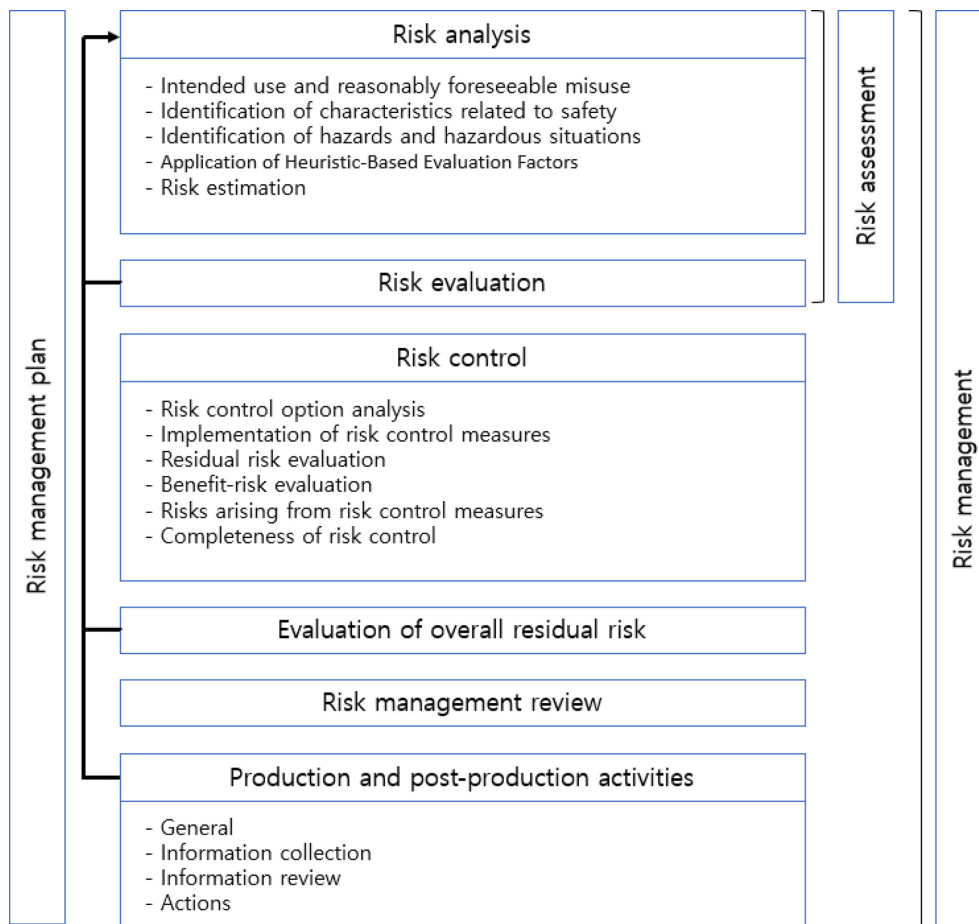 Risk management plan
Risk analysis
- Intended use and reasonably foreseeable misuse
- Identification of characteristics related to safety
- Identification of hazards and hazardous situations
- Application of Heuristic-Based Evaluation Factors
- Risk estimation
Risk evaluation
Risk assessment
Risk control
- Risk control option analysis
- Implementation of risk control measures
- Residual risk evaluation
- Benefit-risk evaluation
- Risks arising from risk control measures
- Completeness of risk control
Evaluation of overall residual risk
Risk management review
Production and post-production activities
- General
- Information collection
- Information review
- Actions
Risk management